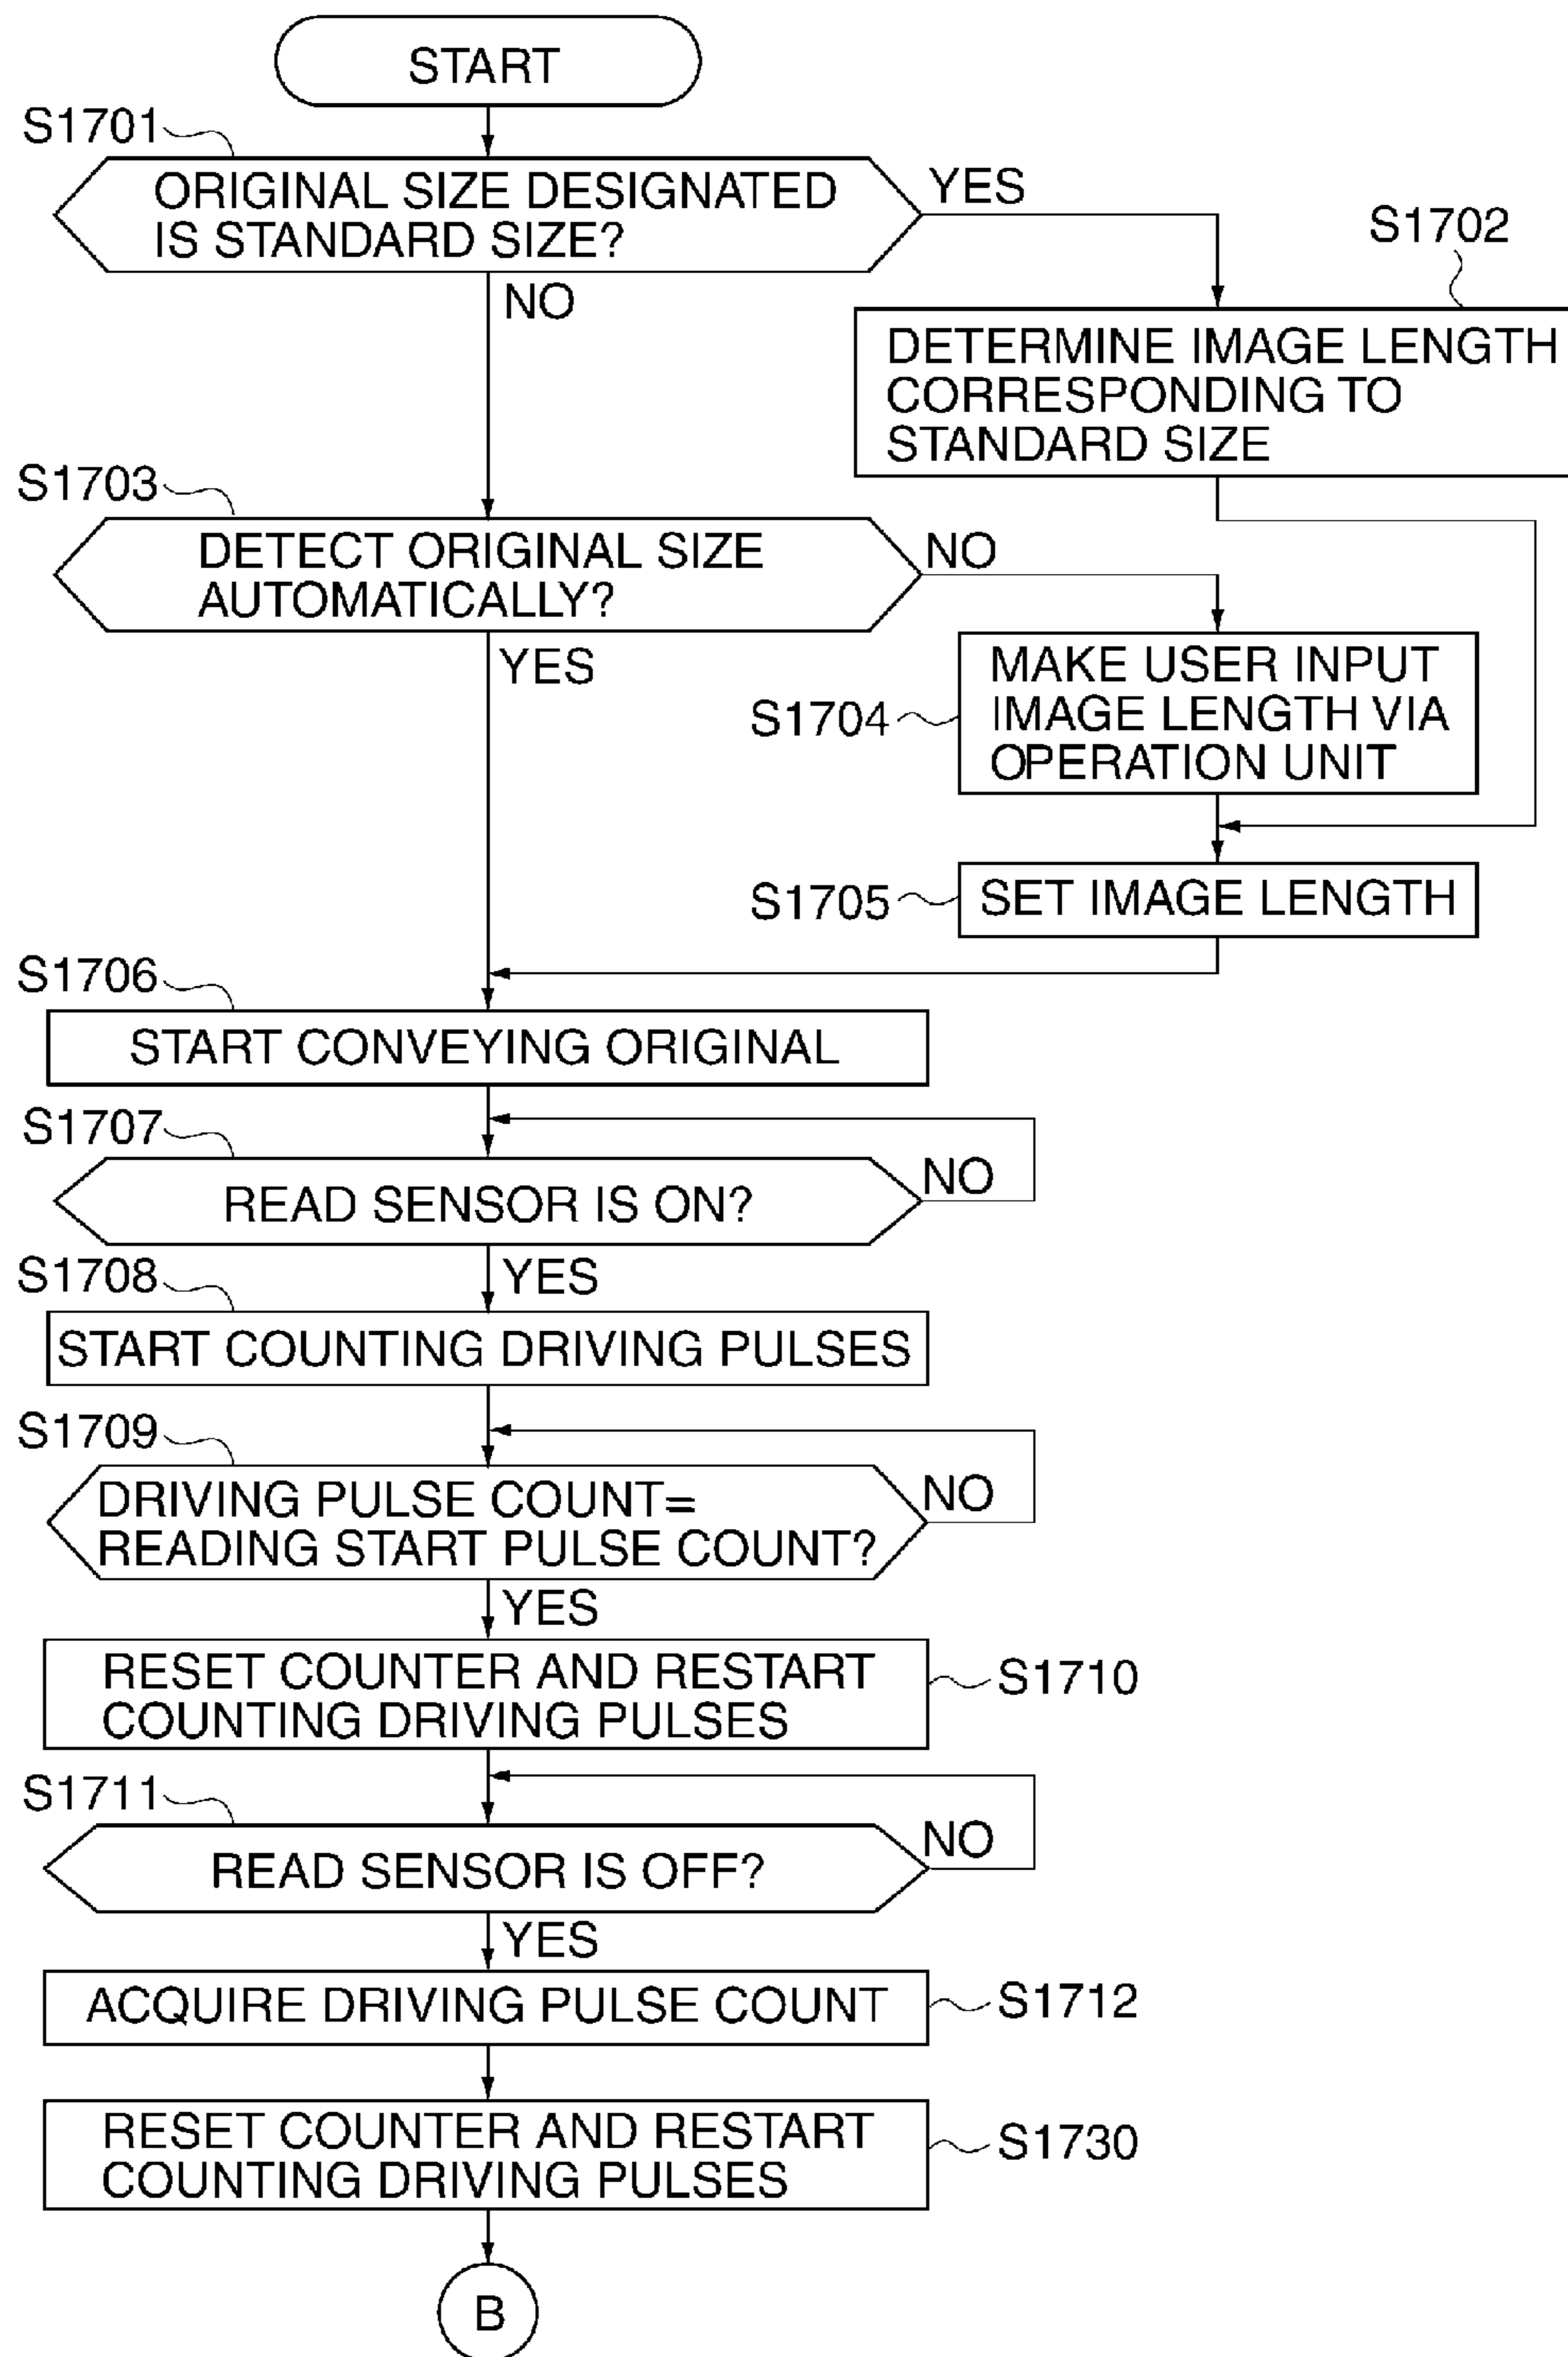 START
S1701
ORIGINAL SIZE DESIGNATED
IS STANDARD SIZE?
YES
NO
S1702
DETERMINE IMAGE LENGTH
CORRESPONDING TO
STANDARD SIZE
S1703
DETECT ORIGINAL SIZE
AUTOMATICALLY?
NO
YES
S1704
MAKE USER INPUT
IMAGE LENGTH VIA
OPERATION UNIT
S1705
SET IMAGE LENGTH
S1706
START CONVEYING ORIGINAL
S1707
READ SENSOR IS ON?
NO
YES
S1708
START COUNTING DRIVING PULSES
S1709
DRIVING PULSE COUNT=
READING START PULSE COUNT?
NO
YES
RESET COUNTER AND RESTART
COUNTING DRIVING PULSES
S1710
S1711
READ SENSOR IS OFF?
NO
YES
ACQUIRE DRIVING PULSE COUNT
S1712
RESET COUNTER AND RESTART
COUNTING DRIVING PULSES
S1730
B